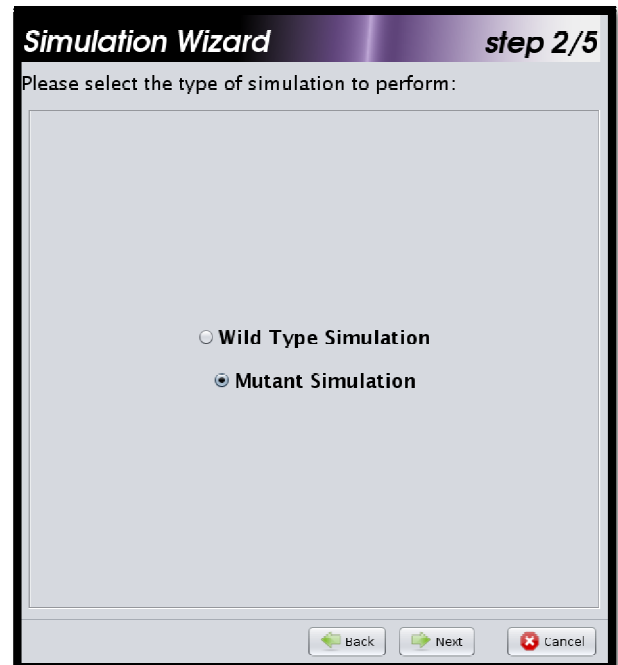 Simulation Wizard step 2/5
Please select the type of simulation to perform:
Wild Type Simulation
Mutant Simulation
Back Next Cancel